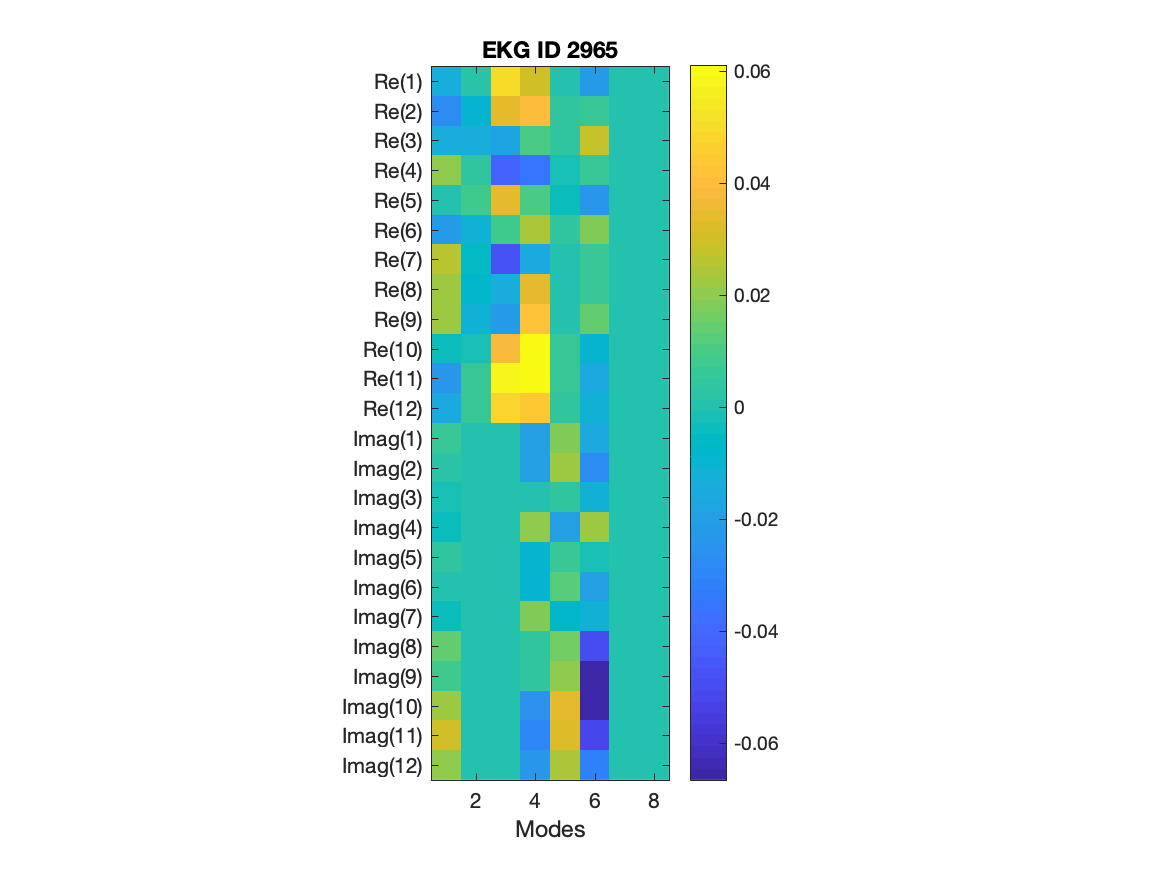 EKG ID 2965
Re(1)
Re(2)
Re(3)
Re(4)
Re(5)
Re(6)
Re(7)
Re(8)
Re(9)
Re(10)
Re(11)
Re(12)
Imag(1)
Imag(2)
Imag(3)
Imag(4)
Imag(5)
Imag(6)
Imag(7)
Imag(8)
Imag(9)
Imag(10)
Imag(11)
Imag(12)
2 4 6 8
Modes
0.06
0.04
0.02
0
-0.02
-0.04
-0.06